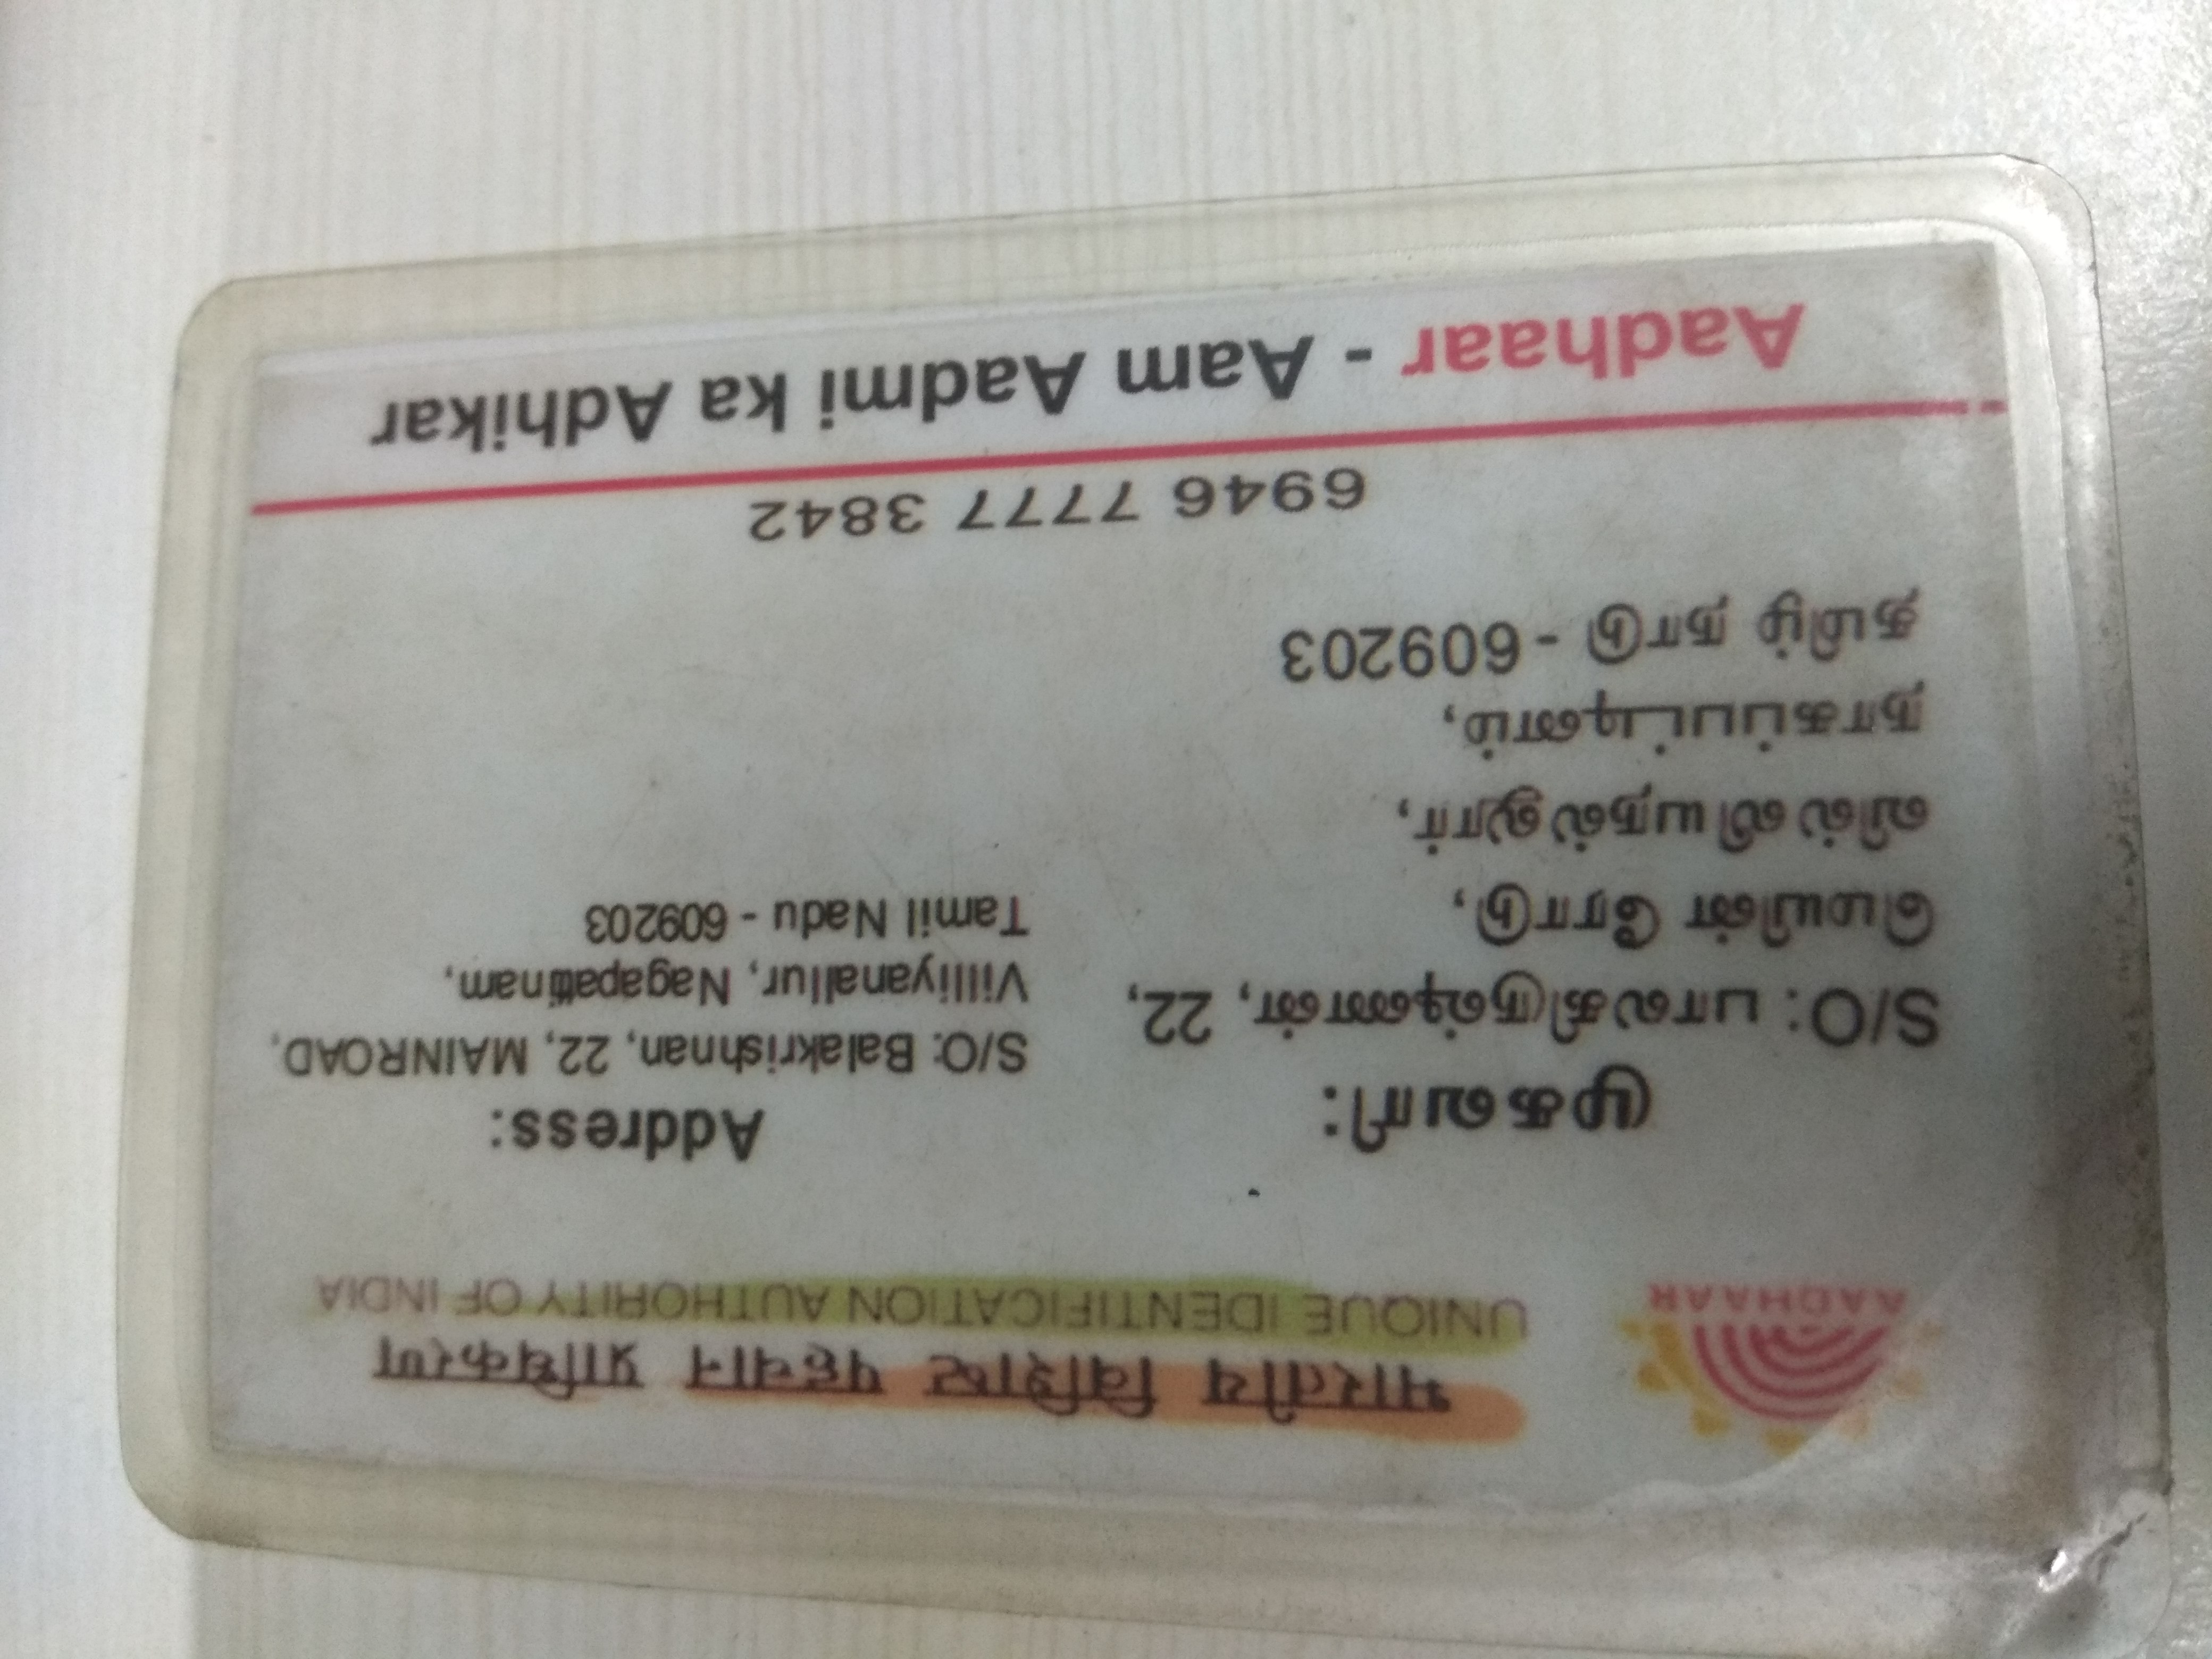 भारतीय विशिष्ट पहचान प्राधिकरण
UNIQUE IDENTIFICATION AUTHORITY OF INDIA
AADHAAR
முகவரி:
S/O: பாலகிருஷ்ணன், 22,
மெயின் ரோடு,
வில்லியநல்லூர்,
நாகப்பட்டினம்,
தமிழ் நாடு - 609203
Address:
S/O: Balakrishnan, 22, MAINROAD,
Villiyanallur, Nagapattinam,
Tamil Nadu - 609203
6946 7777 3842
Aadhaar - Aam Aadmi ka Adhikar